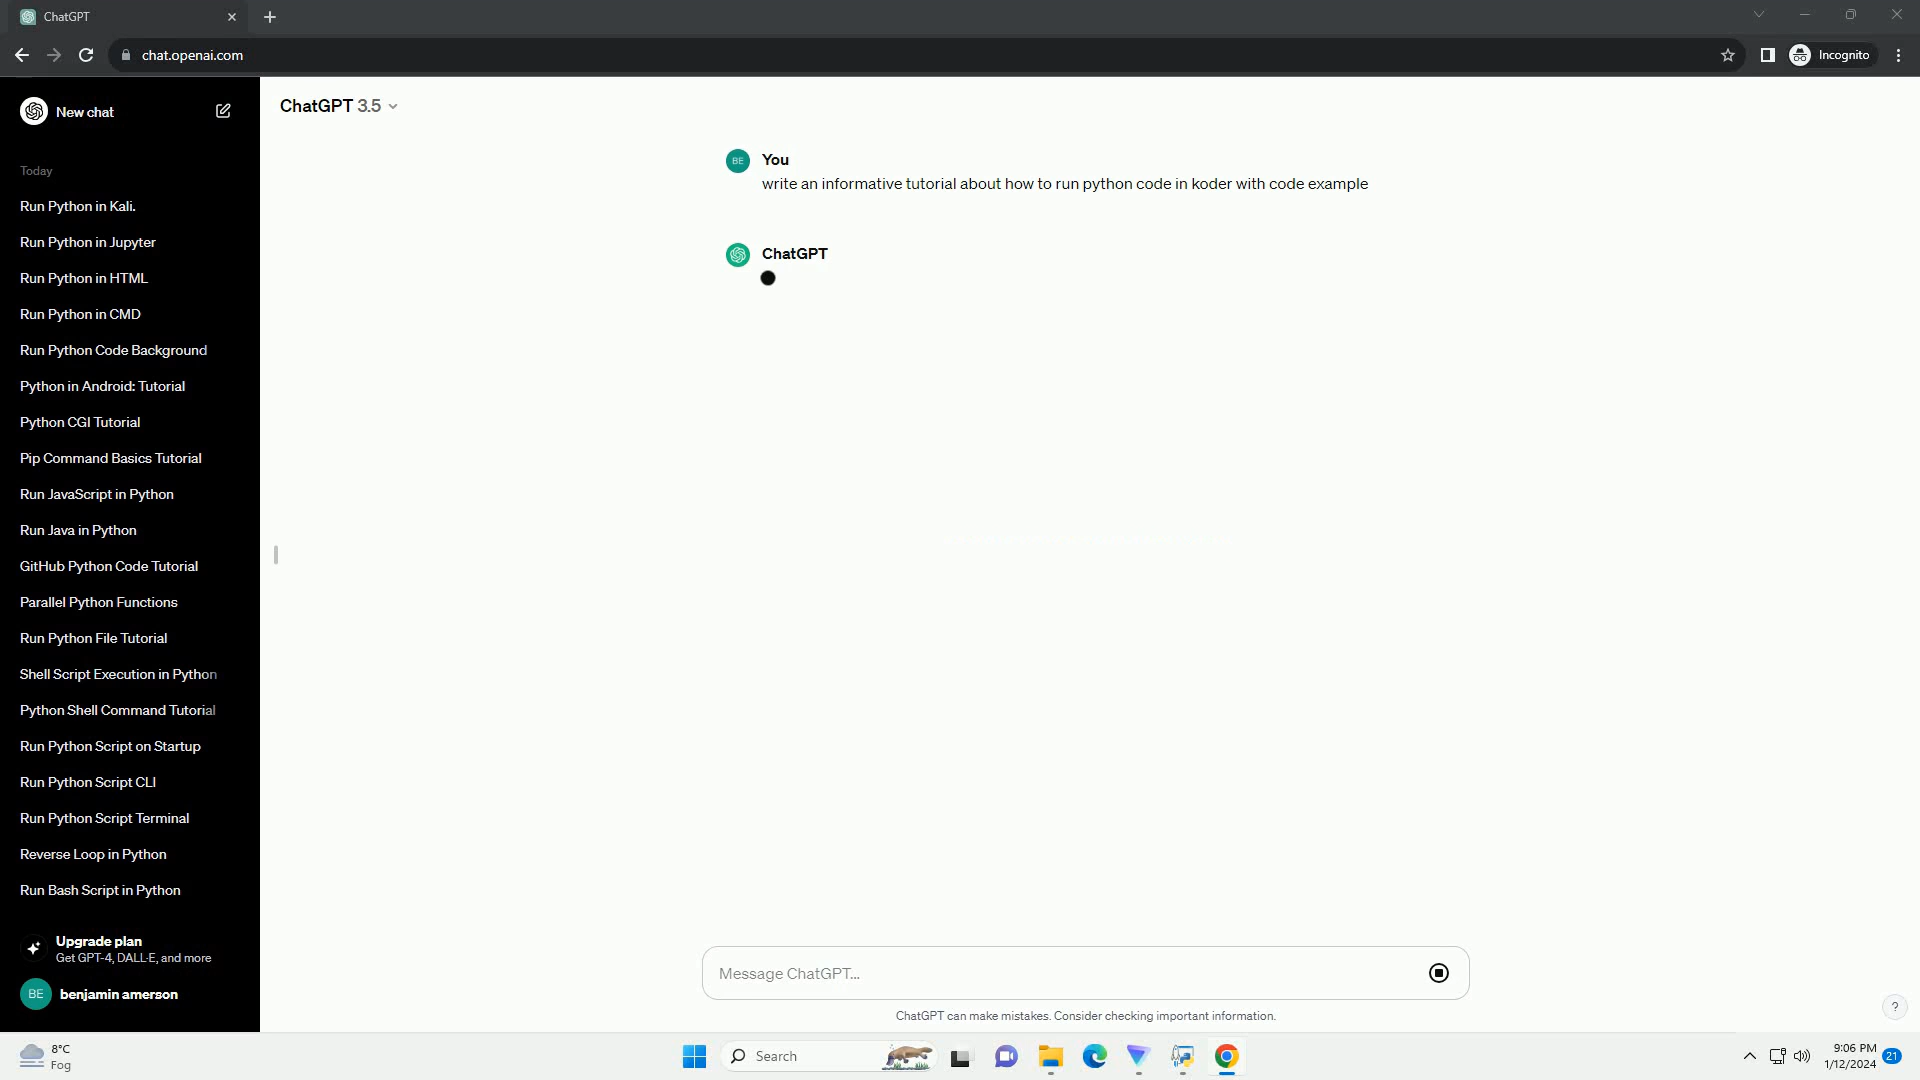 ChatGPT
chat.openai.com
Incognito
New chat
Today
Run Python in Kali.
Run Python in Jupyter
Run Python in HTML
Run Python in CMD
Run Python Code Background
Python in Android: Tutorial
Python CGI Tutorial
Pip Command Basics Tutorial
Run JavaScript in Python
Run Java in Python
GitHub Python Code Tutorial
Parallel Python Functions
Run Python File Tutorial
Shell Script Execution in Python
Python Shell Command Tutorial
Run Python Script on Startup
Run Python Script CLI
Run Python Script Terminal
Reverse Loop in Python
Run Bash Script in Python
Upgrade plan
Get GPT-4, DALL·E, and more
BE benjamin amerson
ChatGPT 3.5
BE You
write an informative tutorial about how to run python code in koder with code example
ChatGPT
Message ChatGPT...
ChatGPT can make mistakes. Consider checking important information.
?
8°C
Fog
Search
9:06 PM
1/12/2024
21